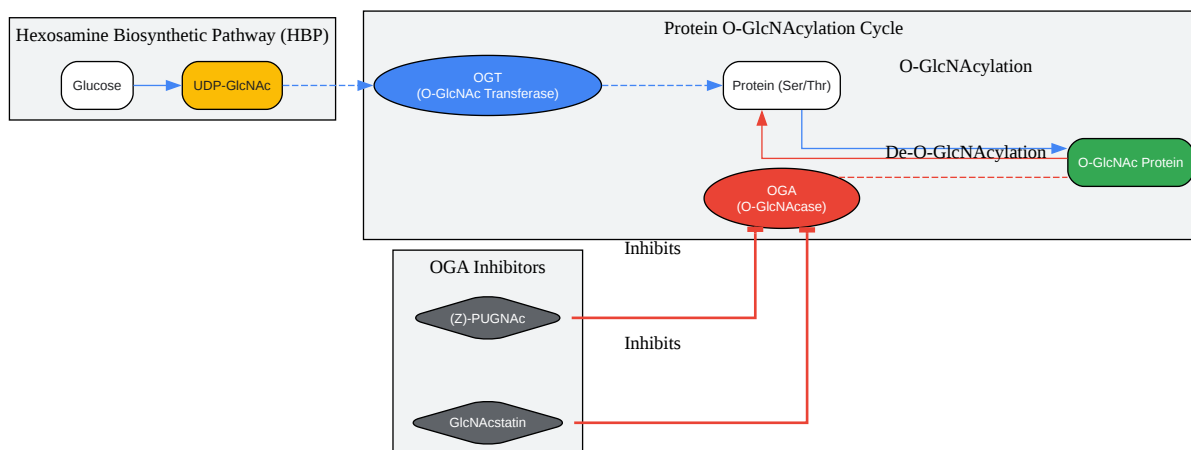 Hexosamine Biosynthetic Pathway (HBP)
Glucose
UDP-GlcNAc
Protein O-GlcNAcylation Cycle
OGT
(O-GlcNAc Transferase)
Protein (Ser/Thr)
O-GlcNAcylation
De-O-GlcNAcylation
O-GlcNAc Protein
OGA
(O-GlcNAcase)
Inhibits
OGA Inhibitors
(Z)-PUGNAc
Inhibits
GlcNAcstatin